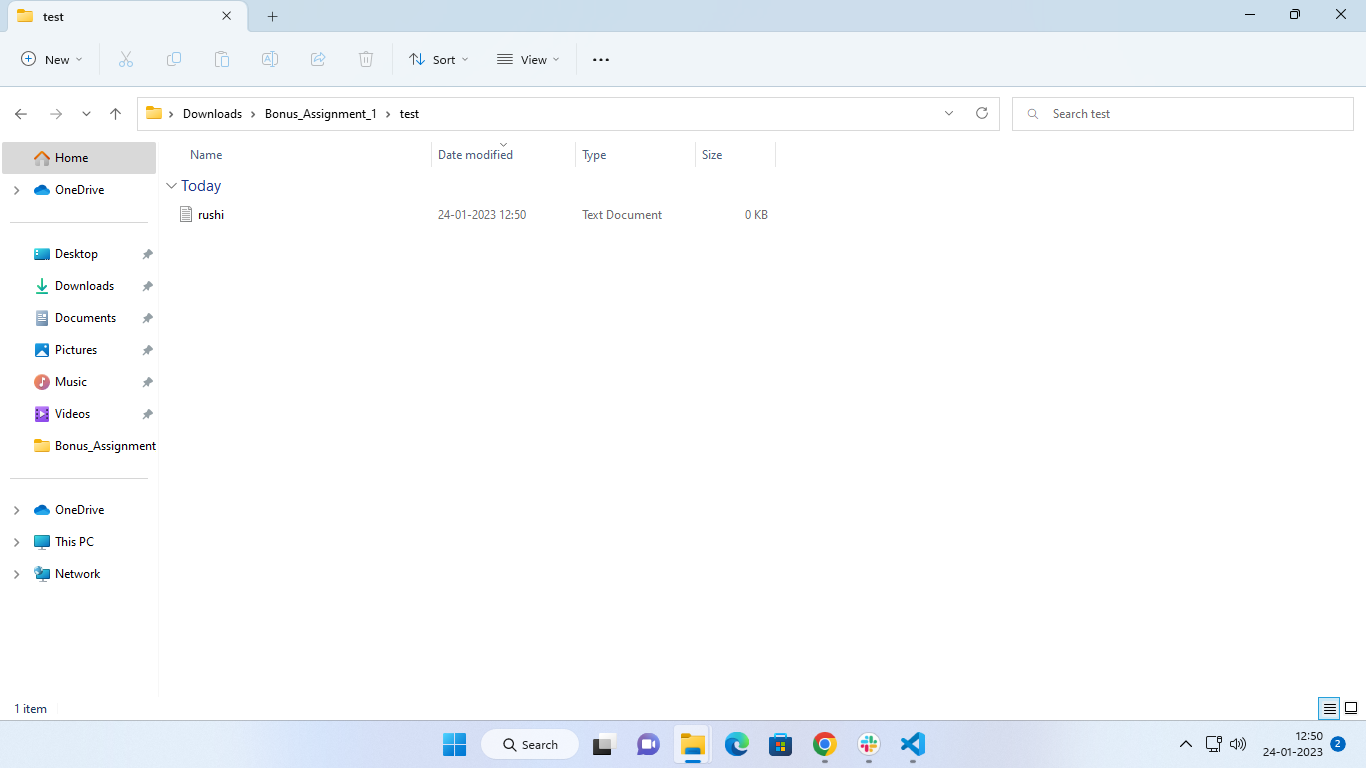 test
New
Sort
View
Downloads
Bonus_Assignment_1
test
Search test
Home
OneDrive
Desktop
Downloads
Documents
Pictures
Music
Videos
Bonus_Assignment
OneDrive
This PC
Network
Name Date modified Type Size
Today
rushi 24-01-2023 12:50 Text Document 0 KB
1 item
Search
12:50
24-01-2023
2